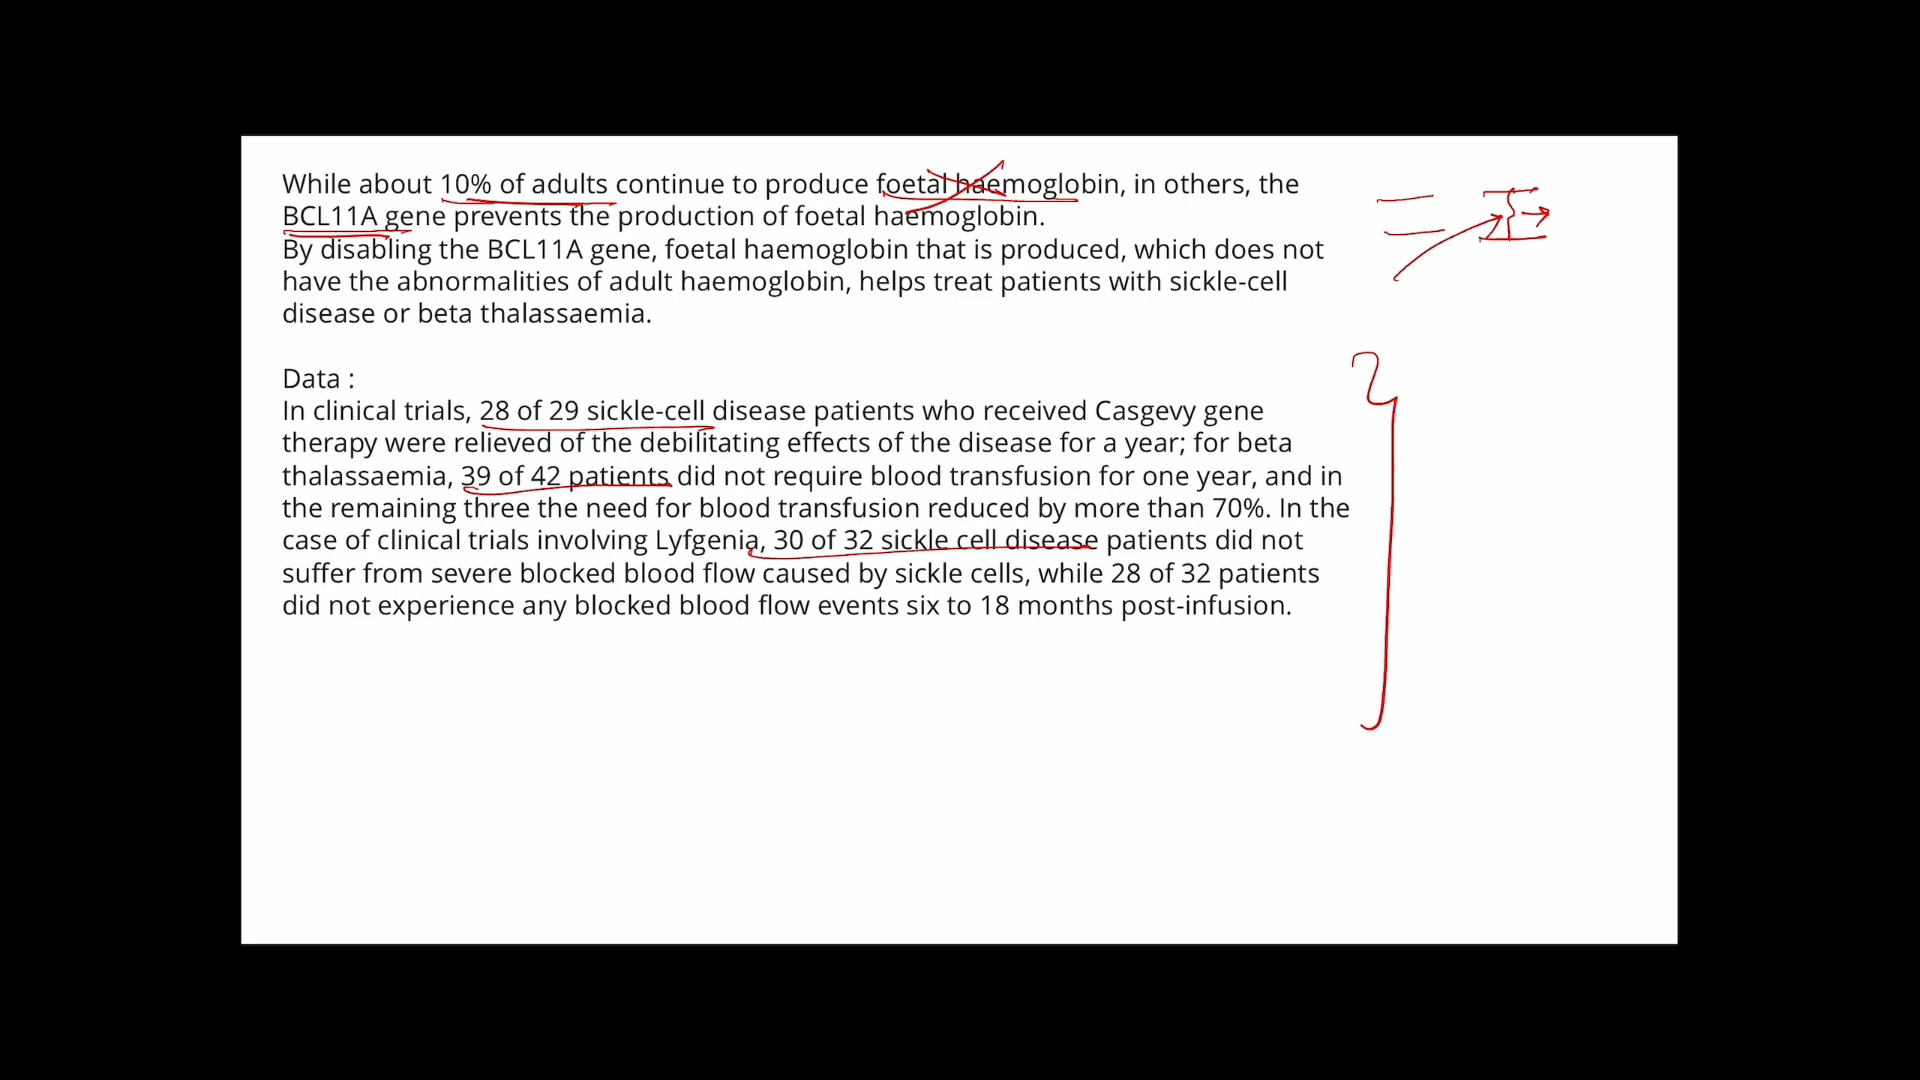 While about 10% of adults continue to produce foetal haemoglobin, in others, the
BCL11A gene prevents the production of foetal haemoglobin.
By disabling the BCL11A gene, foetal haemoglobin that is produced, which does not
have the abnormalities of adult haemoglobin, helps treat patients with sickle-cell
disease or beta thalassaemia.
Data :
In clinical trials, 28 of 29 sickle-cell disease patients who received Casgevy gene
therapy were relieved of the debilitating effects of the disease for a year; for beta
thalassaemia, 39 of 42 patients did not require blood transfusion for one year, and in
the remaining three the need for blood transfusion reduced by more than 70%. In the
case of clinical trials involving Lyfgenia, 30 of 32 sickle cell disease patients did not
suffer from severe blocked blood flow caused by sickle cells, while 28 of 32 patients
did not experience any blocked blood flow events six to 18 months post-infusion.